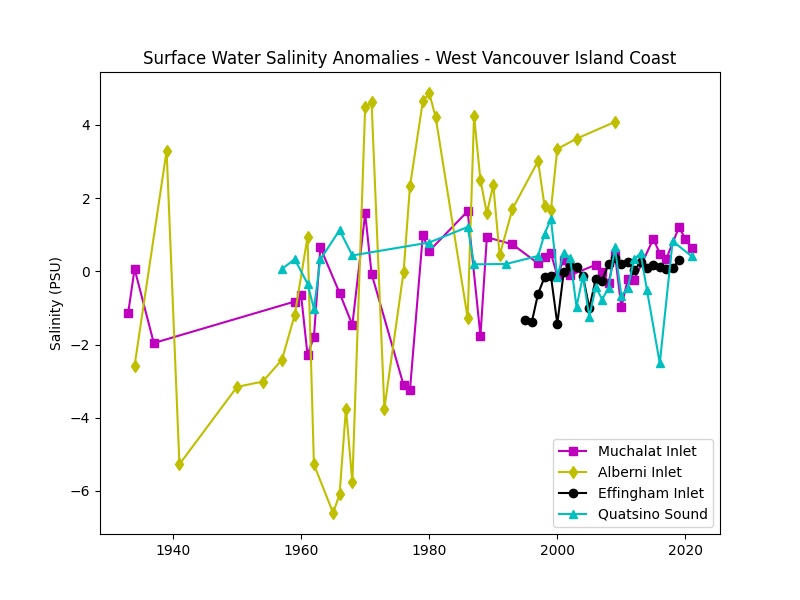 Surface Water Salinity Anomalies - West Vancouver Island Coast
Salinity (PSU)
4
2
0
−2
−4
−6
1940
1960
1980
2000
2020
Muchalat Inlet
Alberni Inlet
Effingham Inlet
Quatsino Sound